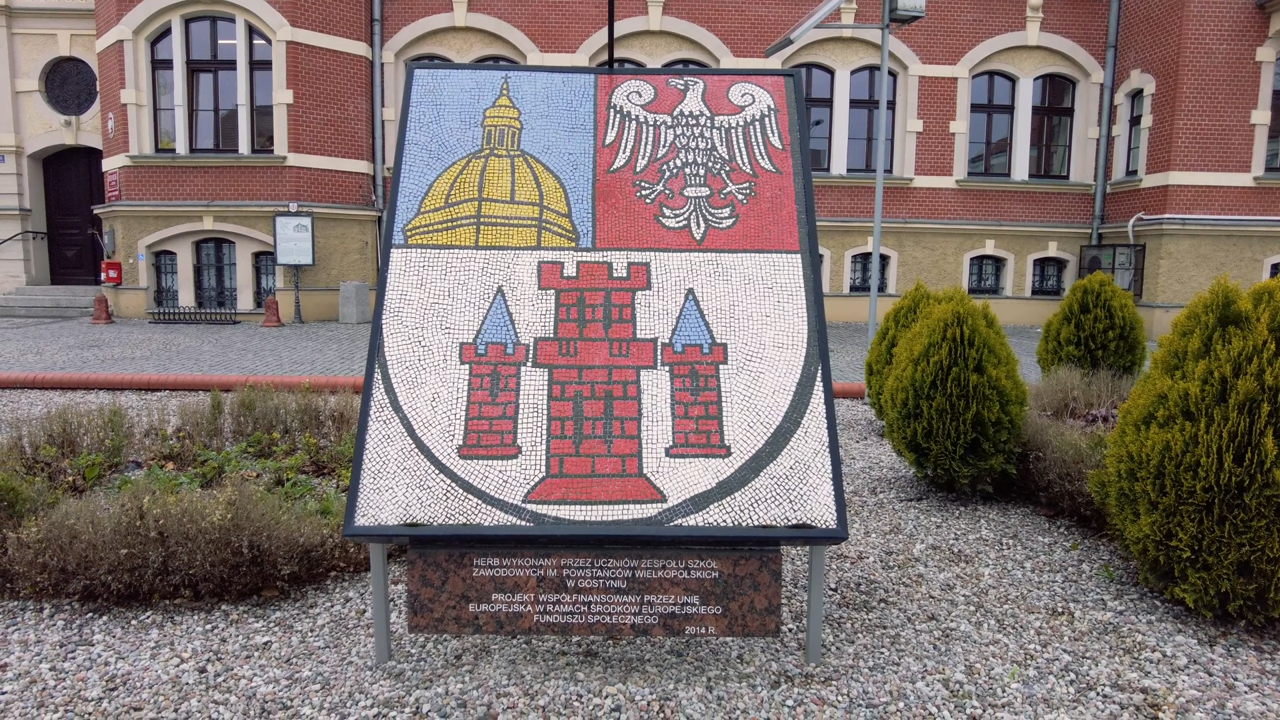 HERB WYKONANY PRZEZ UCZNIÓW ZESPOŁU SZKÓŁ
ZAWODOWYCH IM. POWSTAŃCÓW WIELKOPOLSKICH
W GOSTYNIU
PROJEKT WSPÓŁFINANSOWANY PRZEZ UNIĘ
EUROPEJSKĄ W RAMACH ŚRODKÓW EUROPEJSKIEGO
FUNDUSZU SPOŁECZNEGO
2014 R.